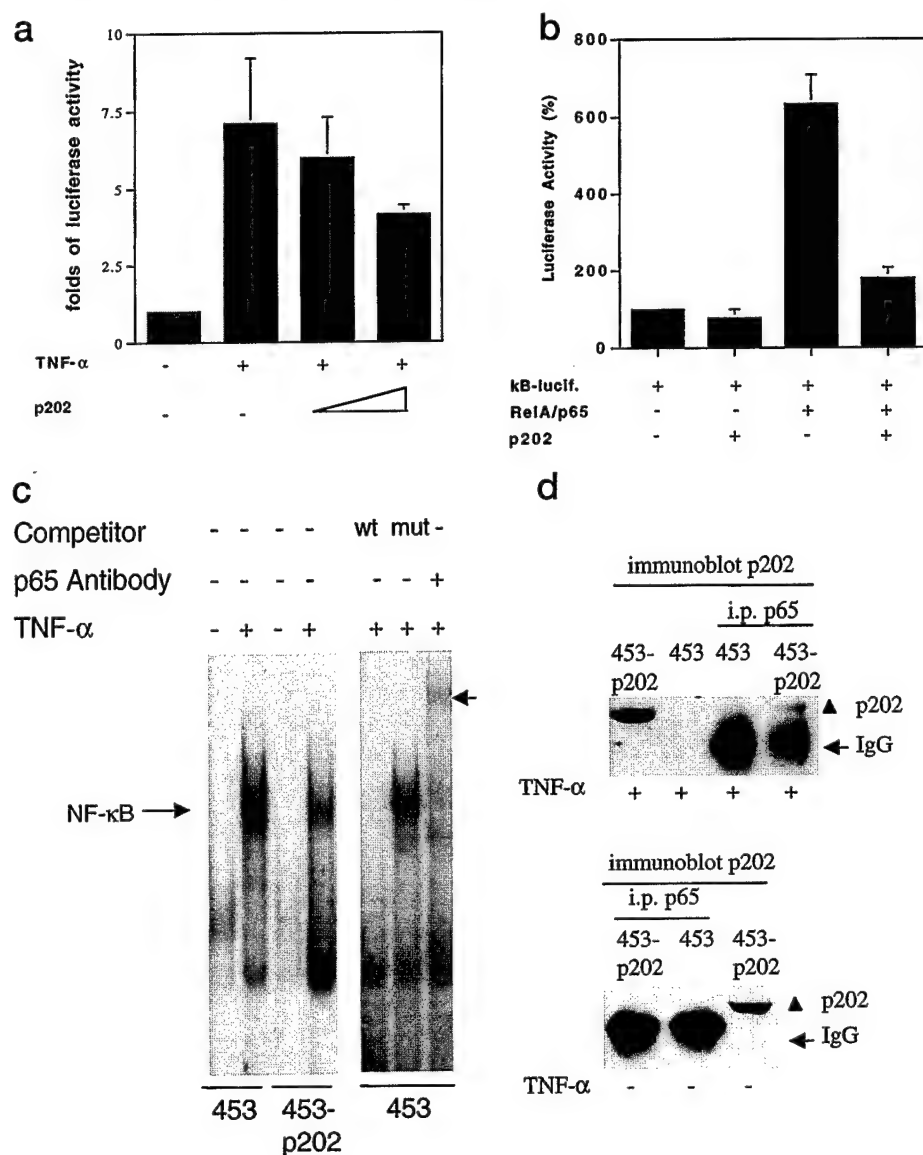 a
folds of luciferase activity
10
7.5
5
2.5
0
TNF-α - + + +
p202 - -
b
Luciferase Activity (%)
800
600
400
200
0
kB-lucif. + + + +
RelA/p65 - - + +
p202 - + - +
c
Competitor - - - - wt mut -
p65 Antibody - - - - - - +
TNF-α - + - + + + +
NF-κB
453 453-p202 453
d
immunoblot p202
i.p. p65
453-p202 453 453 453-p202
p202
IgG
TNF-α + + + +
immunoblot p202
i.p. p65
453-p202 453 453-p202
p202
IgG
TNF-α - - -